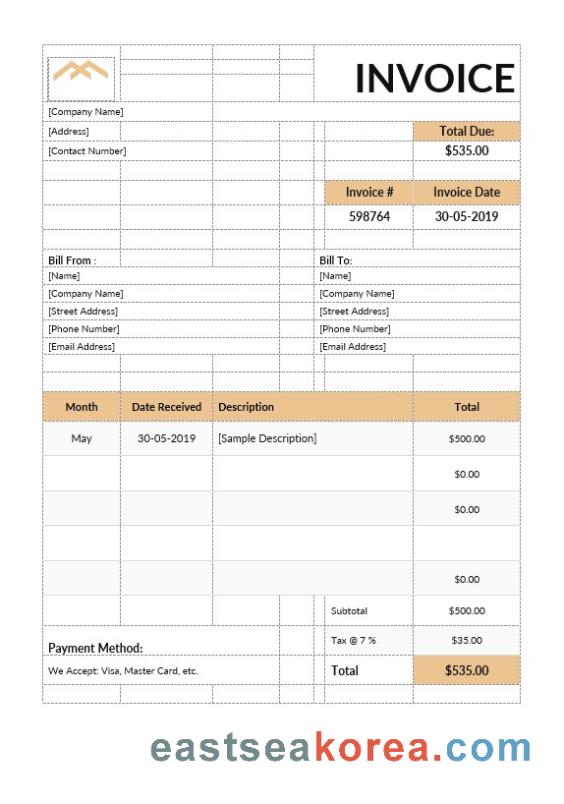 INVOICE
[Company Name]
[Address]
Total Due:
[Contact Number]
$535.00
Invoice # Invoice Date
598764 30-05-2019
Bill From : Bill To:
[Name] [Name]
[Company Name] [Company Name]
[Street Address] [Street Address]
[Phone Number] [Phone Number]
[Email Address] [Email Address]
Month Date Received Description Total
May 30-05-2019 [Sample Description] $500.00
$0.00
$0.00
$0.00
Subtotal $500.00
Tax @ 7 % $35.00
Payment Method:
We Accept: Visa, Master Card, etc. Total $535.00
eastseakorea.com